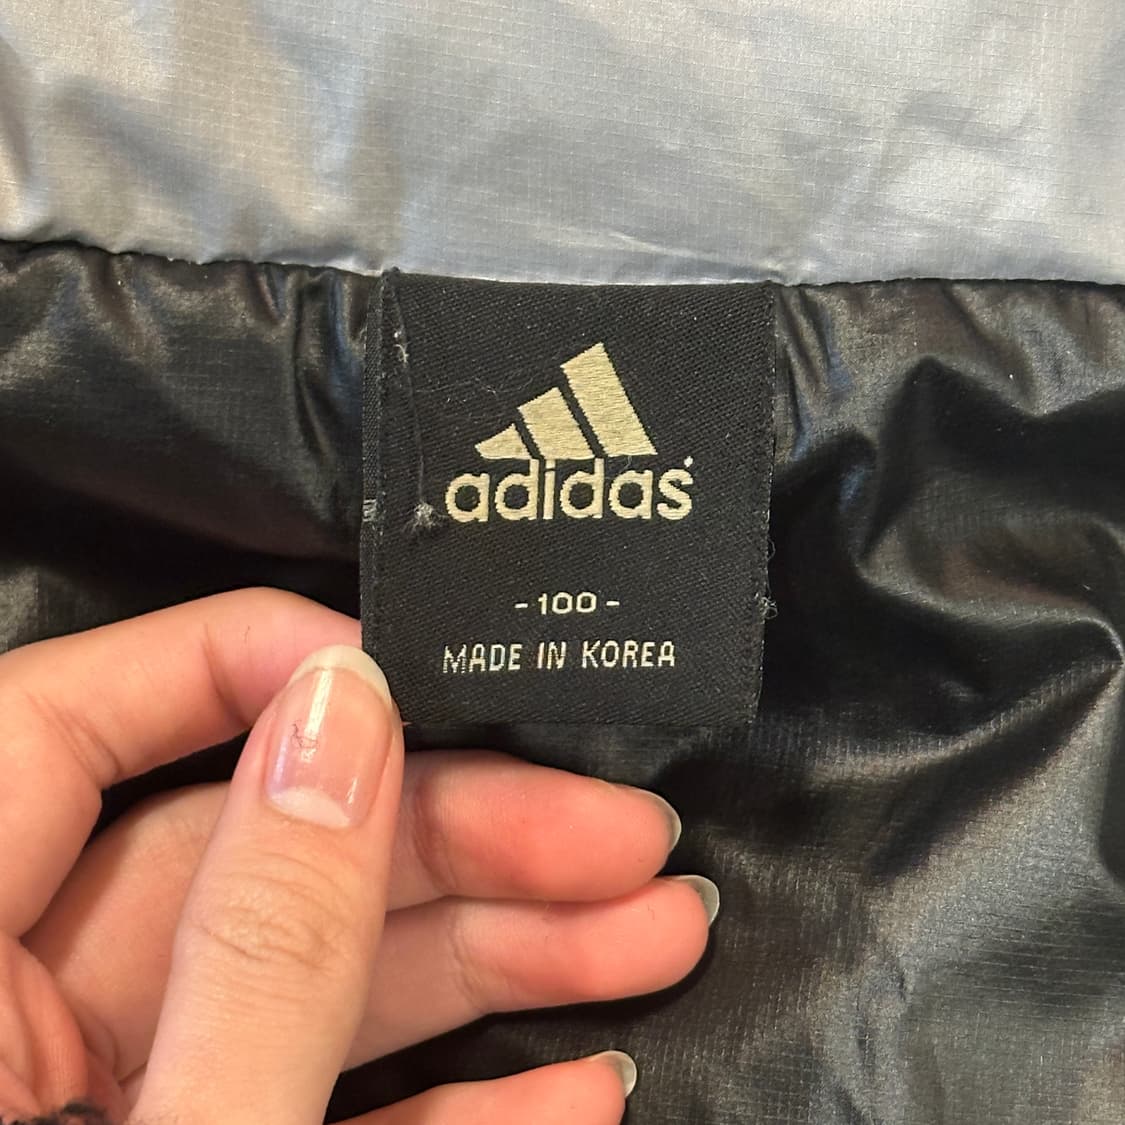 adidas
-100-
MADE IN KOREA